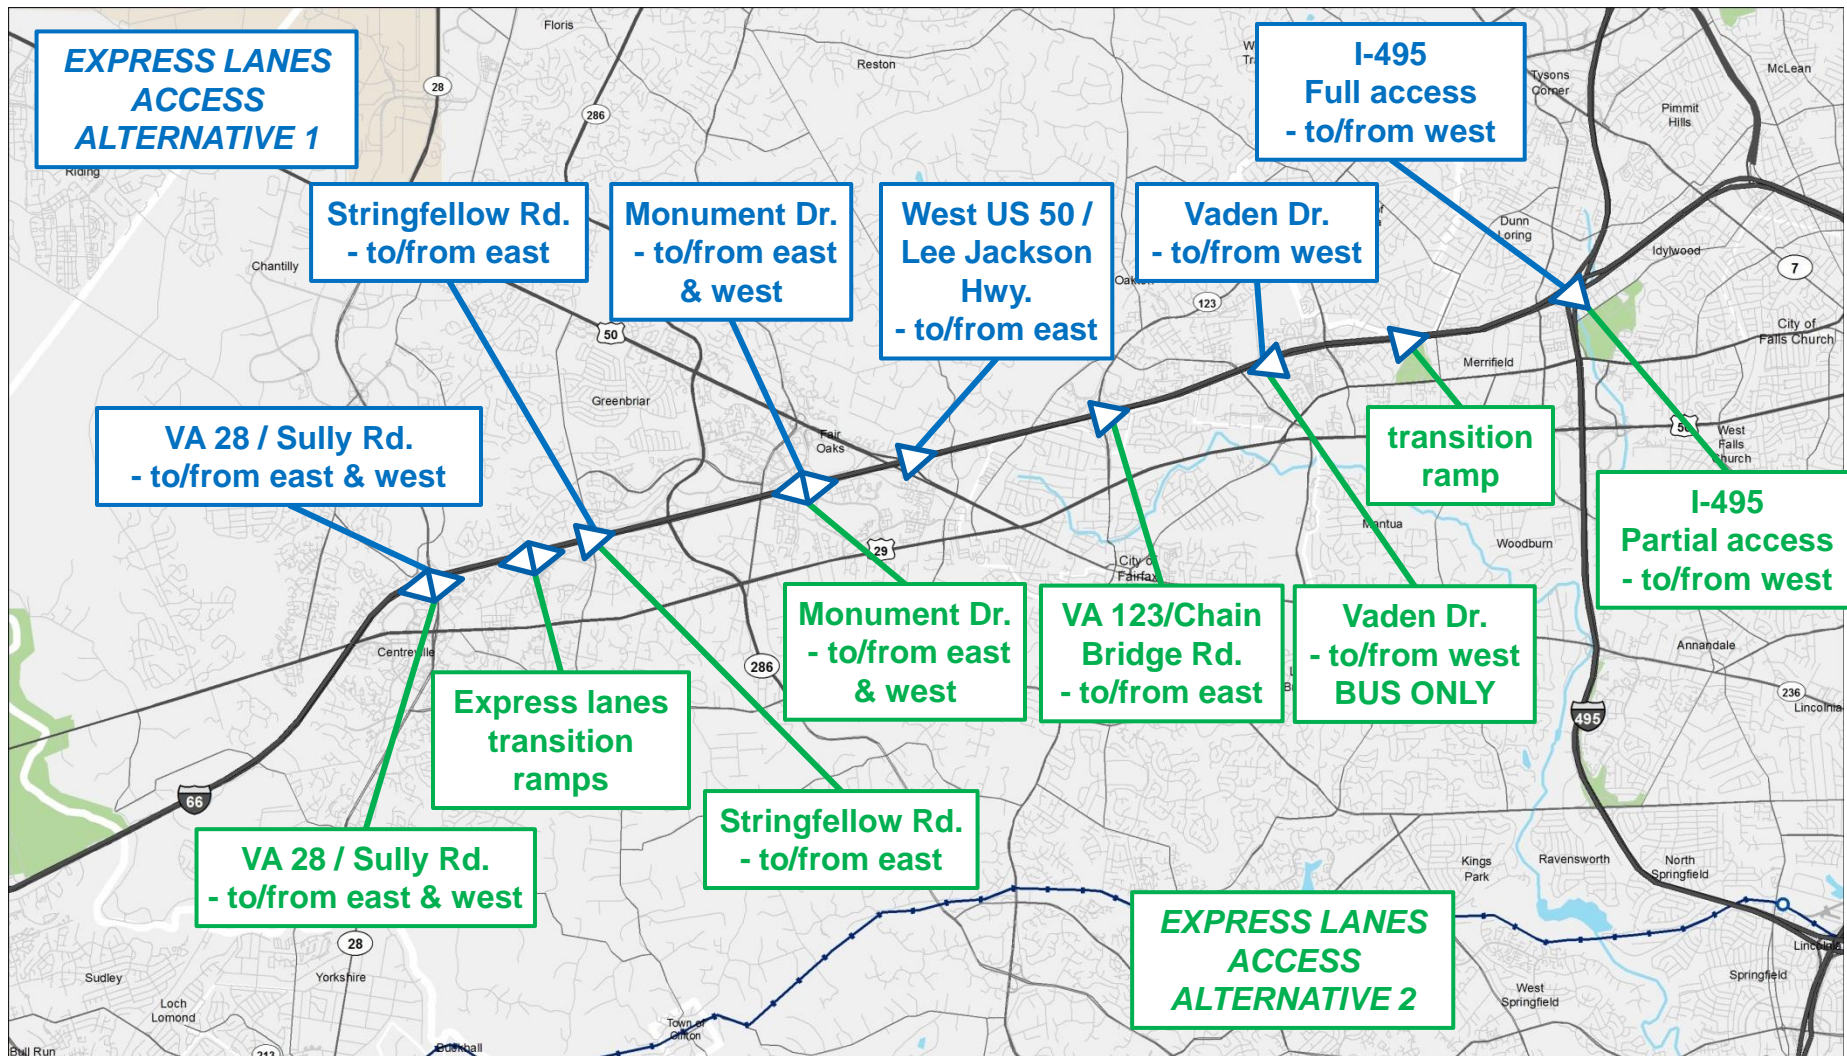 EXPRESS LANES
ACCESS
ALTERNATIVE 1
Riding
Floris
28
286
Reston
I-495
Full access
- to/from west
Tysons
Corner
McLean
Pimmit
Hills
Stringfellow Rd.
- to/from east
Monument Dr.
- to/from east
& west
West US 50 /
Lee Jackson
Hwy.
- to/from east
Vaden Dr.
- to/from west
Dunn
Loring
Idylwood
7
Chantilly
50
123
City of
Falls Church
Merrifield
Greenbriar
Fair
Oaks
VA 28 / Sully Rd.
- to/from east & west
transition
ramp
West
Falls
Church
I-495
Partial access
- to/from west
Mantua
Woodburn
29
City of
Fairfax
Monument Dr.
- to/from east
& west
VA 123/Chain
Bridge Rd.
- to/from east
Vaden Dr.
- to/from west
BUS ONLY
Annandale
236
Lincolnia
495
Centreville
286
Express lanes
transition
ramps
66
Stringfellow Rd.
- to/from east
VA 28 / Sully Rd.
- to/from east & west
Kings
Park
Ravensworth
North
Springfield
EXPRESS LANES
ACCESS
ALTERNATIVE 2
28
Sudley
Yorkshire
Loch
Lomond
Town of
Clifton
West
Springfield
Springfield
Lincolnia
Bull Run
213
Buckhall